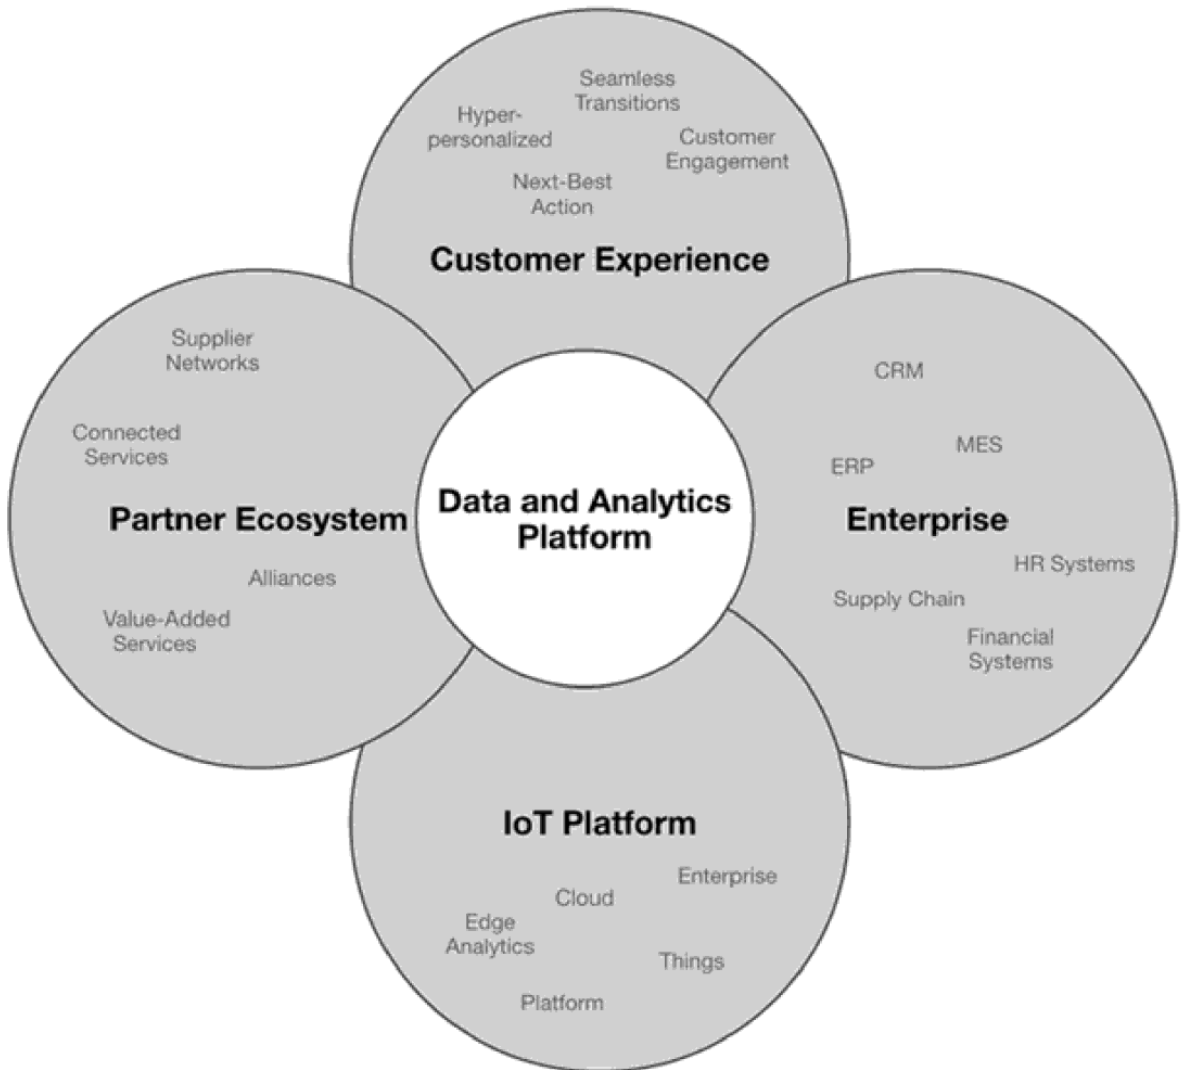 Seamless
Transitions
Hyper-
personalized
Customer
Engagement
Next-Best
Action
Customer Experience
Supplier
Networks
Connected
Services
Partner Ecosystem
Alliances
Value-Added
Services
Data and Analytics
Platform
CRM
MES
ERP
Enterprise
HR Systems
Supply Chain
Financial
Systems
IoT Platform
Enterprise
Cloud
Edge
Analytics
Things
Platform